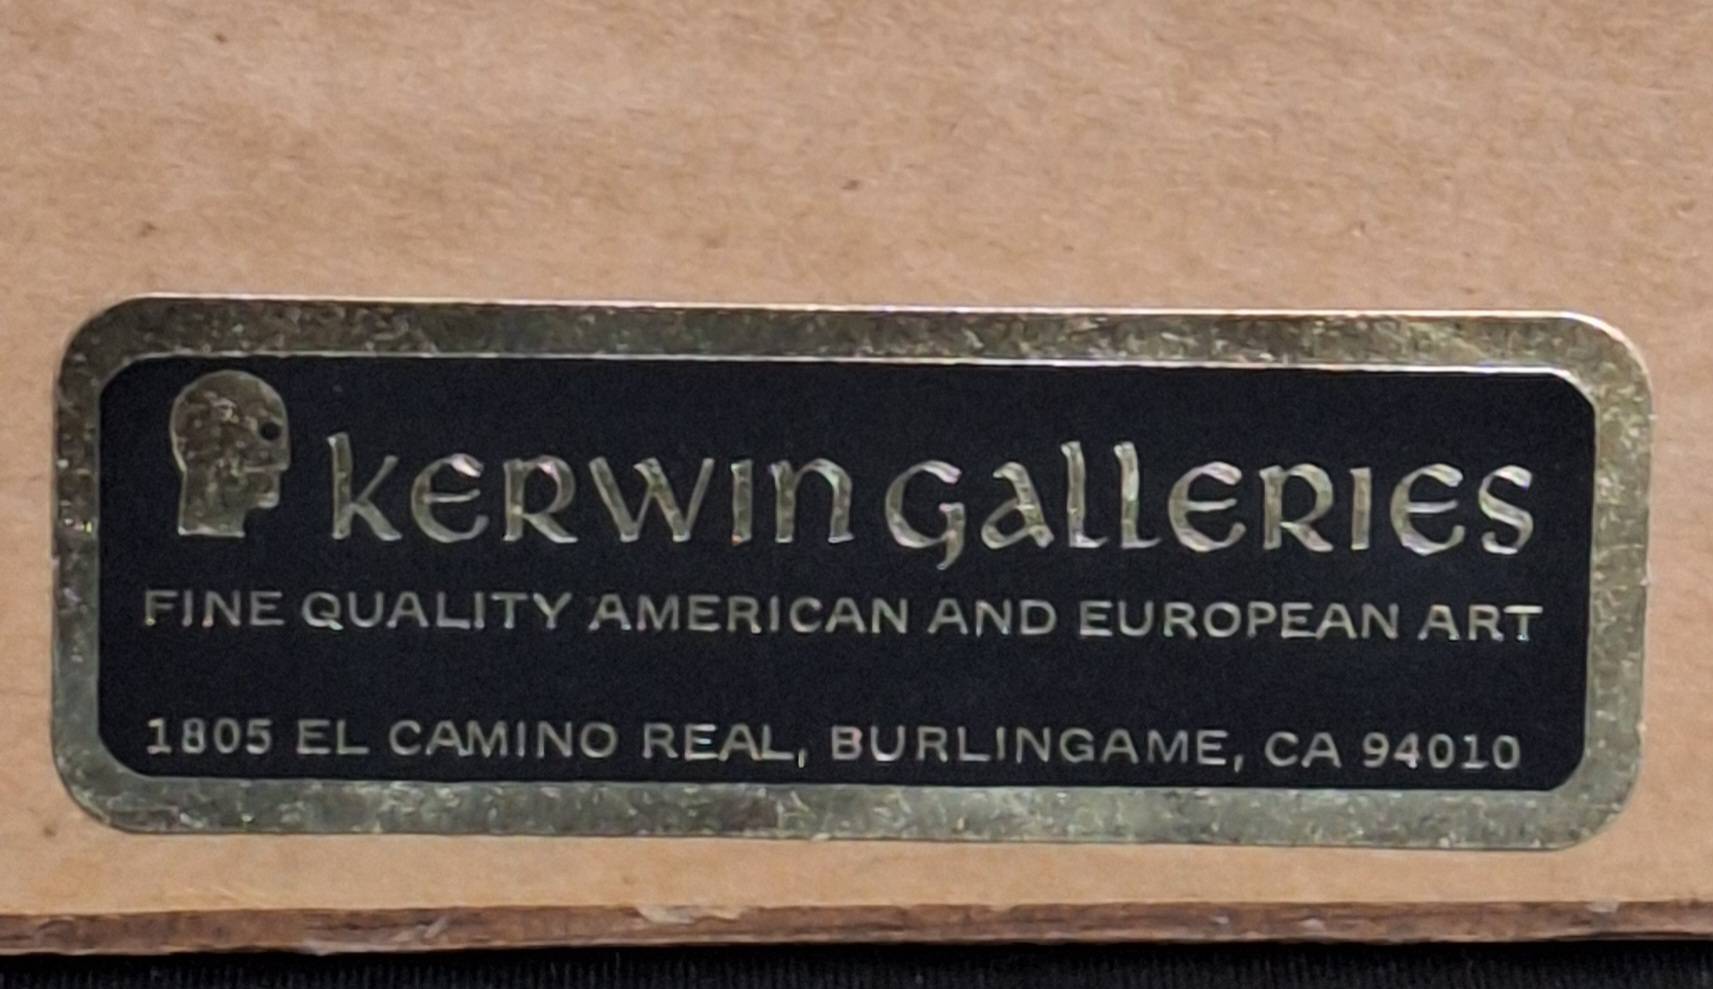 KERWIN GALLERIES
FINE QUALITY AMERICAN AND EUROPEAN ART
1805 EL CAMINO REAL, BURLINGAME, CA 94010